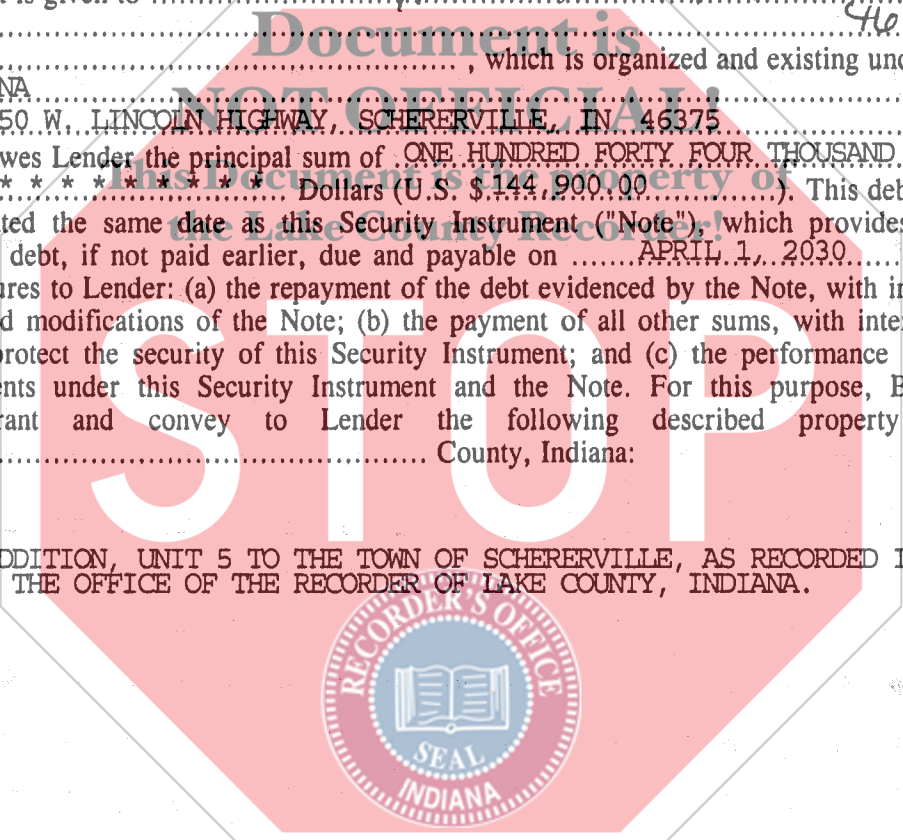 t is given to
46
Document is
, which is organized and existing und
NA
NOT OFFICIAL!
50 W. LINCOLN HIGHWAY, SCHERERVILLE, IN 46375
wes Lender the principal sum of ONE HUNDRED FORTY FOUR THOUSAND
This Document is the property of
* * * * * * * * * * * * Dollars (U.S. $ 144,900.00 ). This deb
ted the same date as this Security Instrument ("Note"), which provides
the Lake County Recorder!
debt, if not paid earlier, due and payable on APRIL 1, 2030
ures to Lender: (a) the repayment of the debt evidenced by the Note, with in
d modifications of the Note; (b) the payment of all other sums, with inte
protect the security of this Security Instrument; and (c) the performance
ents under this Security Instrument and the Note. For this purpose, B
rant and convey to Lender the following described property
County, Indiana:
STOP
DDITION, UNIT 5 TO THE TOWN OF SCHERERVILLE, AS RECORDED I
THE OFFICE OF THE RECORDER OF LAKE COUNTY, INDIANA.
RECORDER'S OFFICE
SEAL
INDIANA